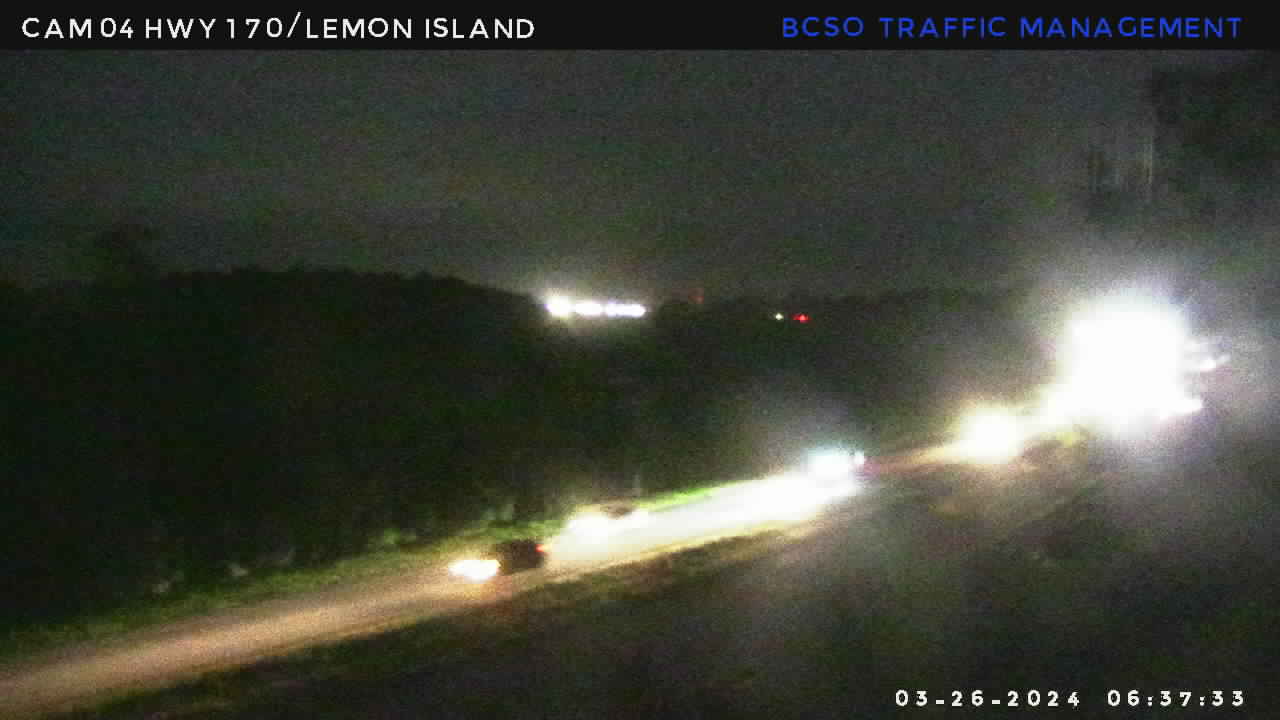 CAM04 HWY 170/LEMON ISLAND
BCSO TRAFFIC MANAGEMENT
03-26-2024 06:37:33